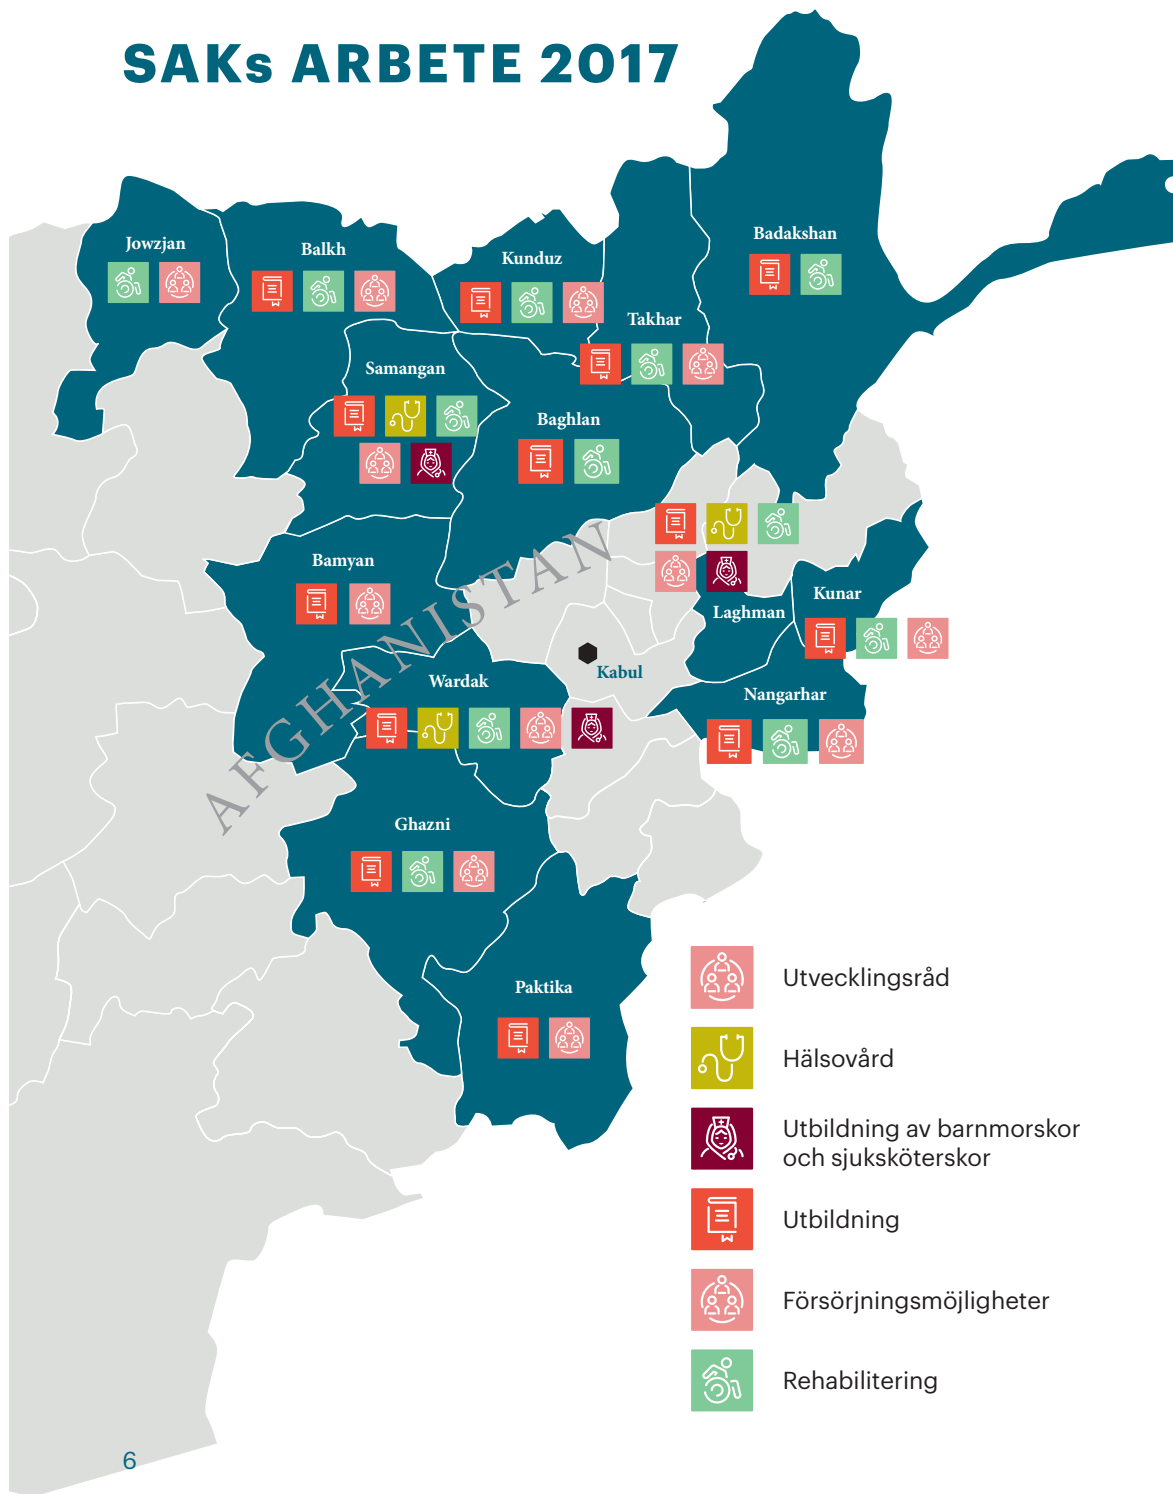 SAKs ARBETE 2017
Jowzjan
Balkh
Kunduz
Badakshan
Takhar
Samangan
Baghlan
Bamyan
AFGHANISTAN
Kunar
Laghman
Kabul
Wardak
Nangarhar
Ghazni
Paktika
Utvecklingsråd
Hälsovård
Utbildning av barnmorskor
och sjuksköterskor
Utbildning
Försörjningsmöjligheter
Rehabilitering
6